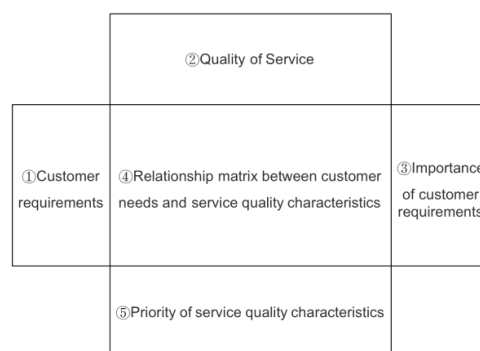 ②Quality of Service
①Customer
requirements
④Relationship matrix between customer
needs and service quality characteristics
③Importance
of customer
requirements
⑤Priority of service quality characteristics